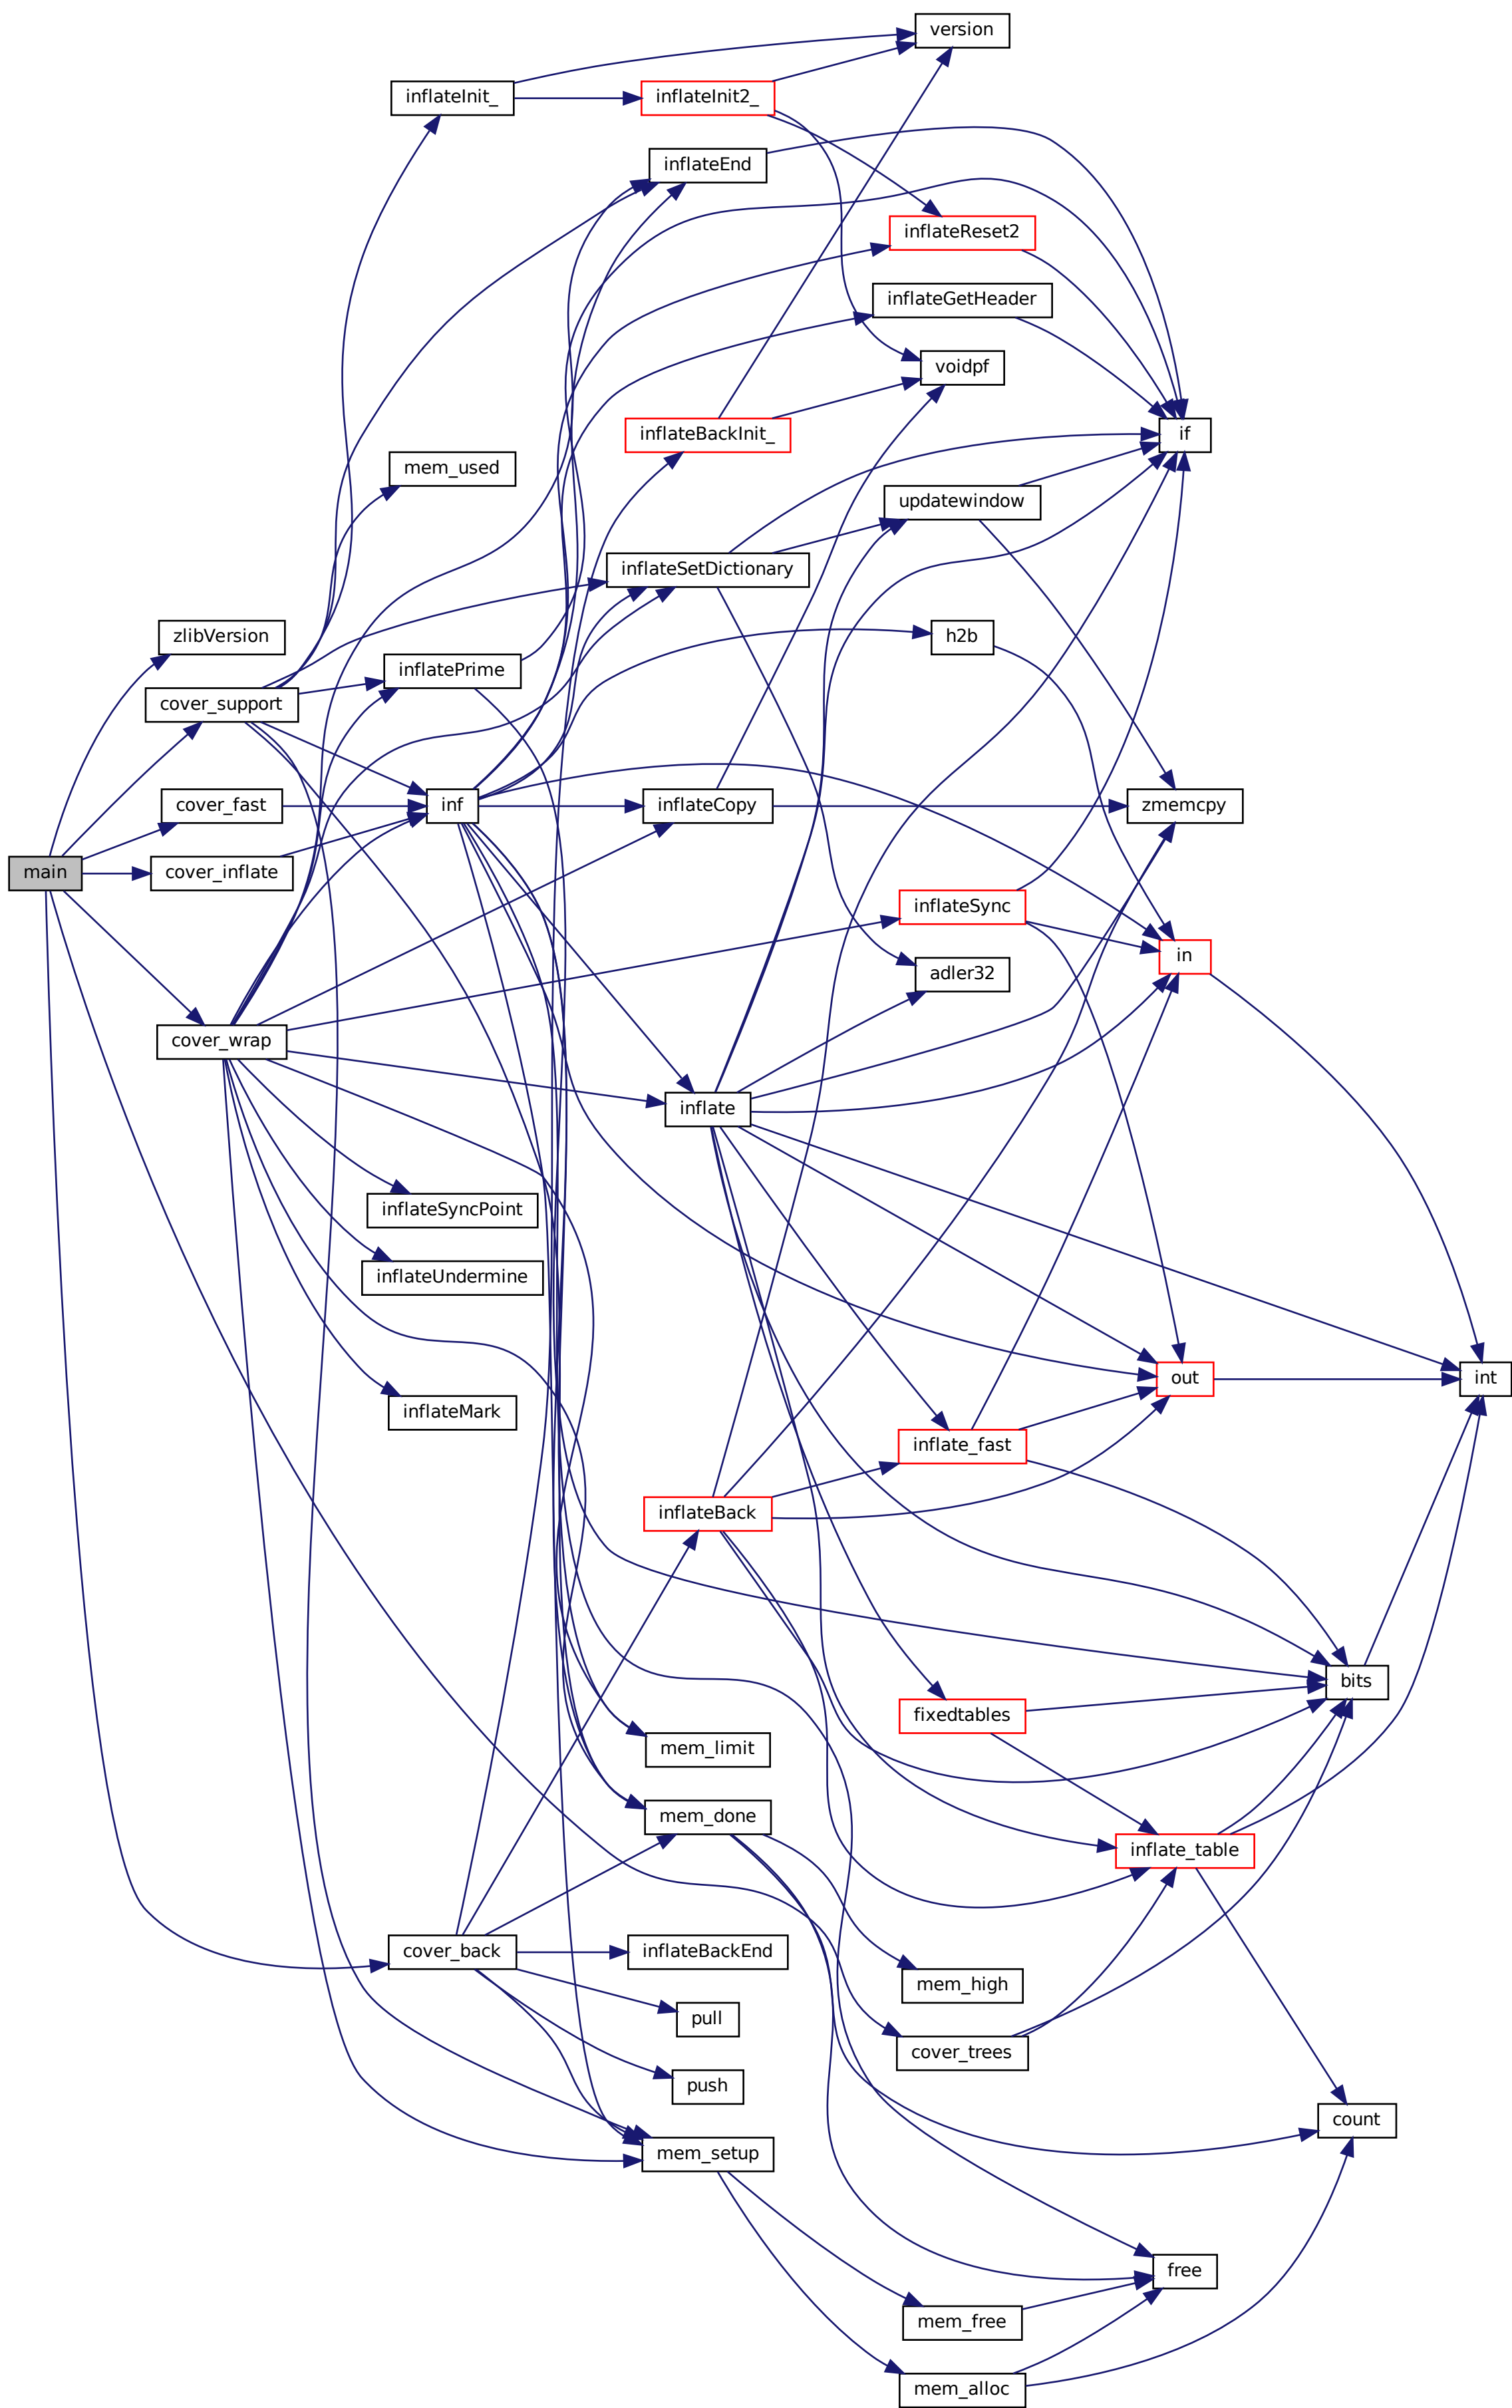 version
inflateInit_
inflateInit2_
inflateEnd
inflateReset2
inflateGetHeader
voidpf
inflateBackInit_
if
mem_used
updatewindow
inflateSetDictionary
zlibVersion
h2b
inflatePrime
cover_support
cover_fast
inf
inflateCopy
zmemcpy
main
cover_inflate
inflateSync
in
adler32
cover_wrap
inflate
inflateSyncPoint
inflateUndermine
out
int
inflateMark
inflate_fast
inflateBack
bits
fixedtables
mem_limit
mem_done
inflate_table
cover_back
inflateBackEnd
mem_high
pull
cover_trees
push
count
mem_setup
free
mem_free
mem_alloc